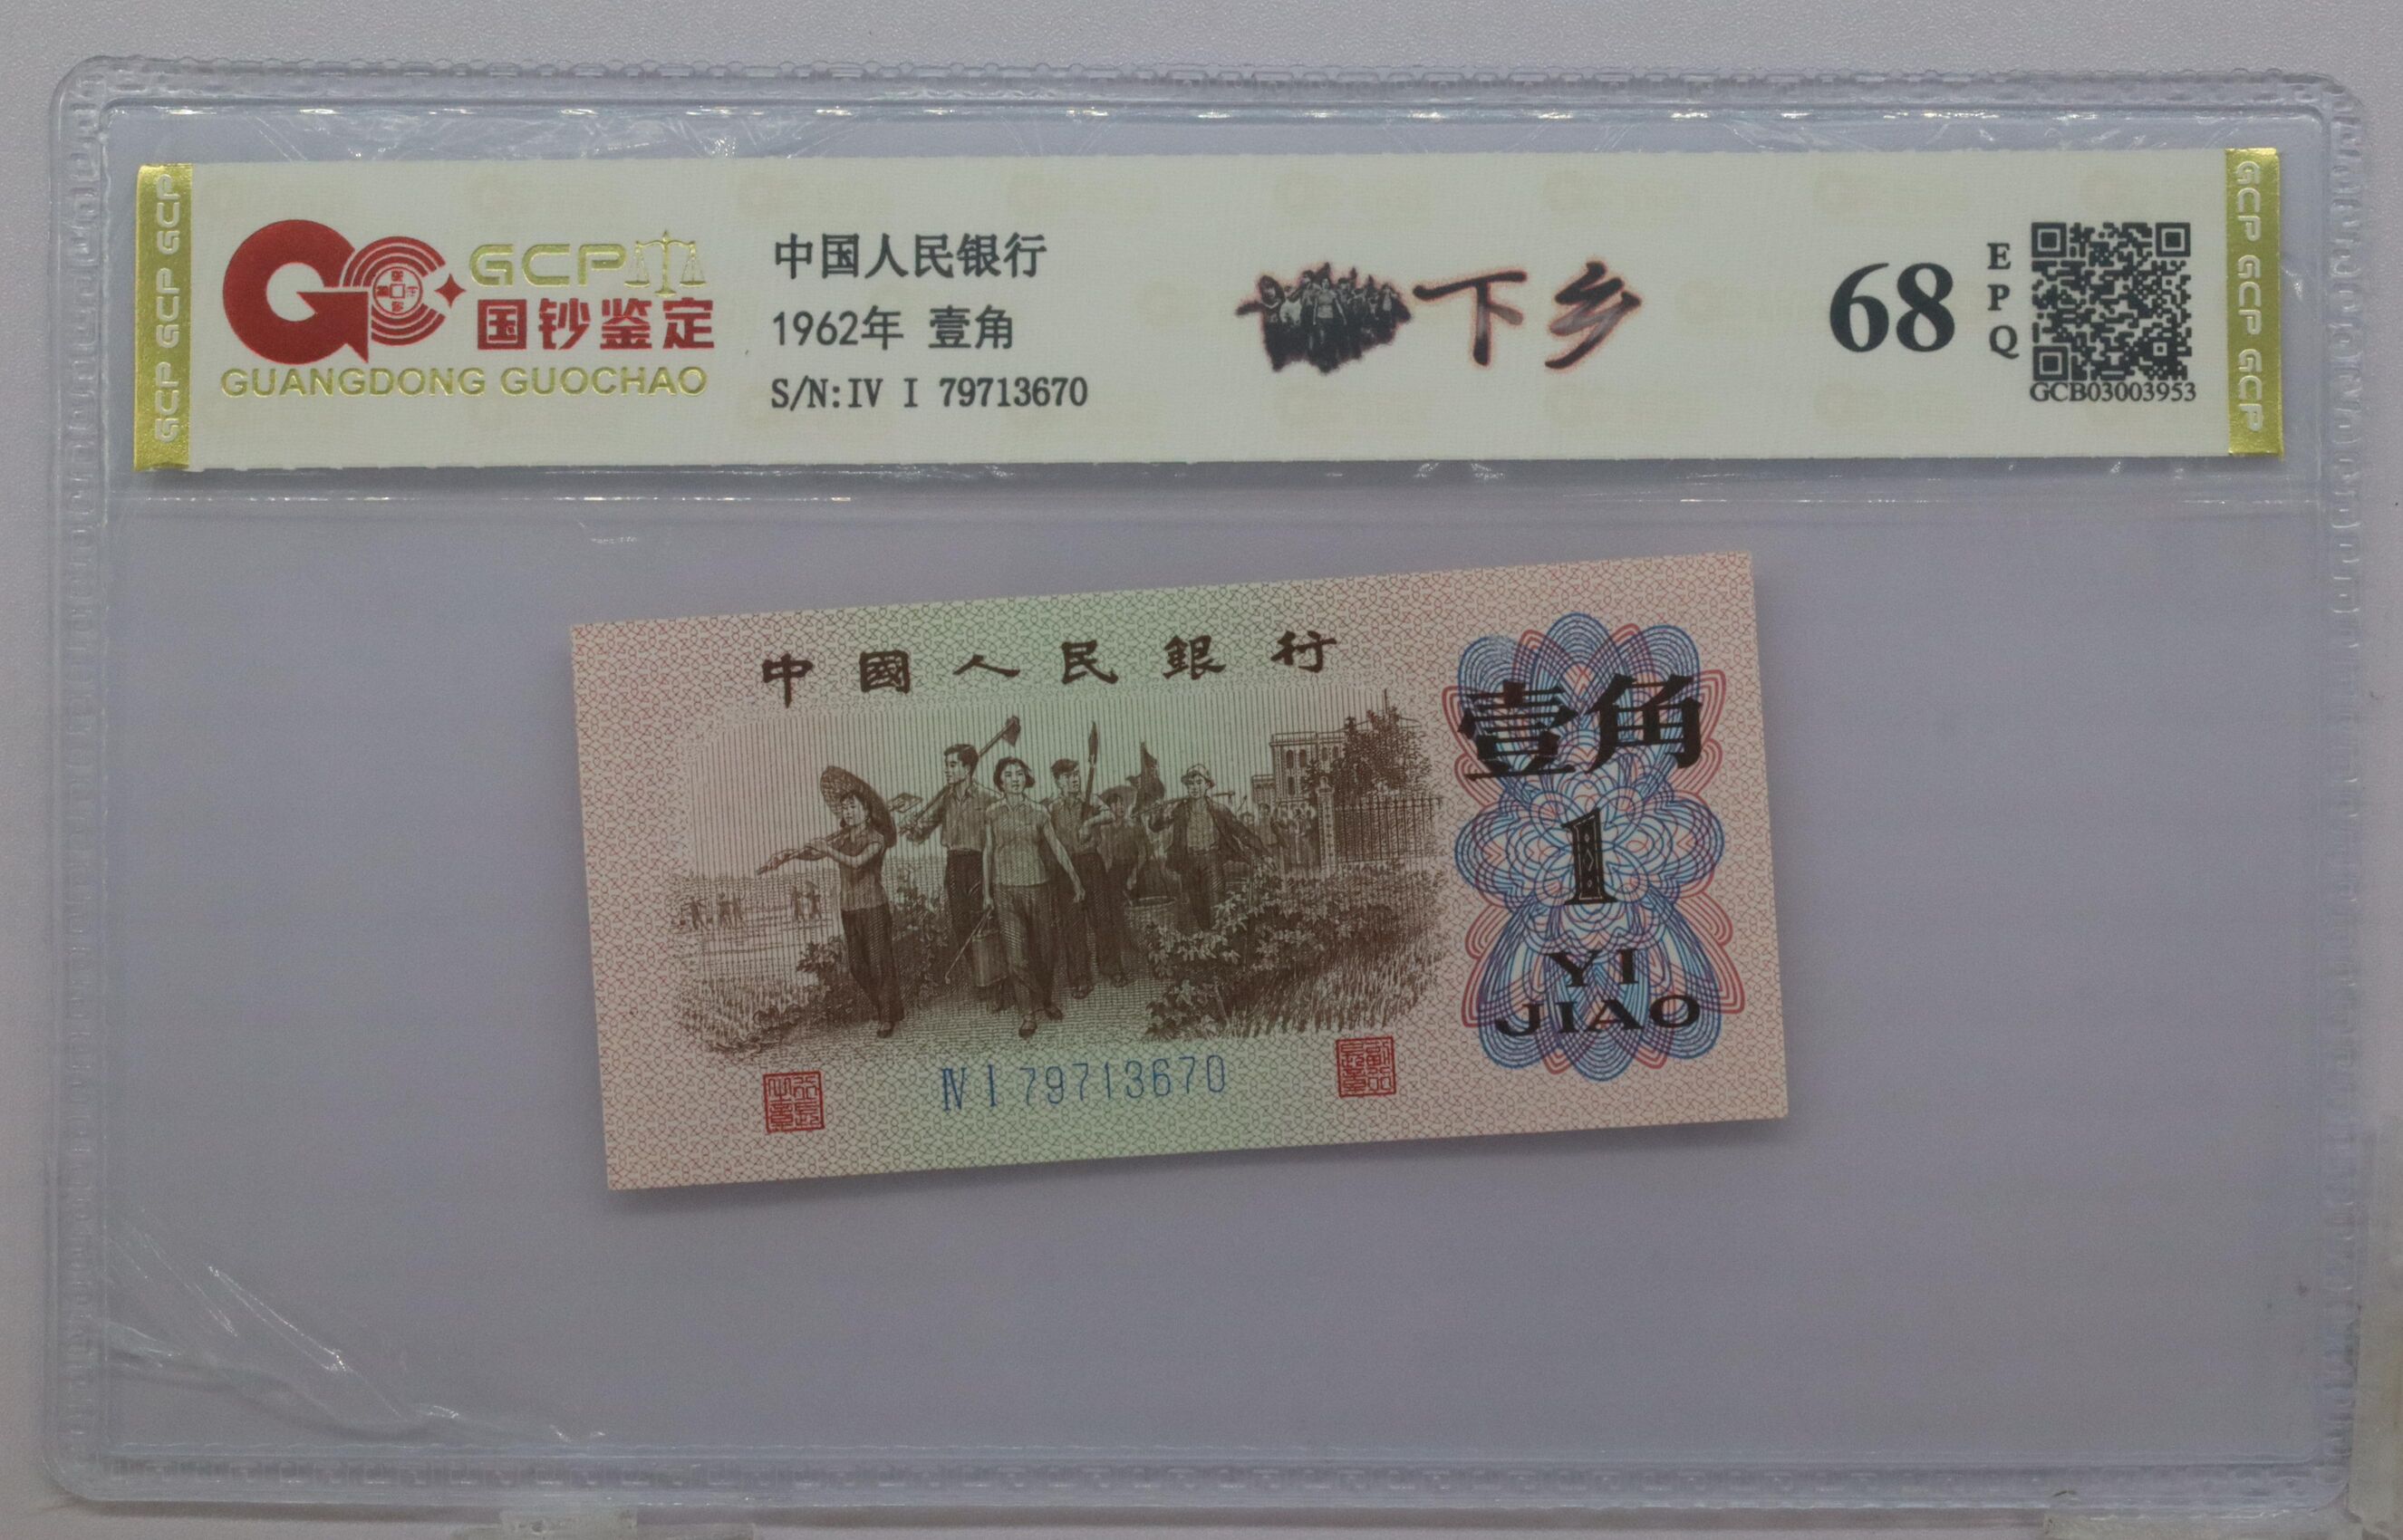 GCP
国钞鉴定
GUANGDONG GUOCHAO
中国人民银行
1962年 壹角
S/N:IV I 79713670
下乡
68
EPQ
GCB03003953
GCP GCP GCP
GCP GCP GCP
中國人民銀行
壹角
1
YI
JIAO
IV I 79713670